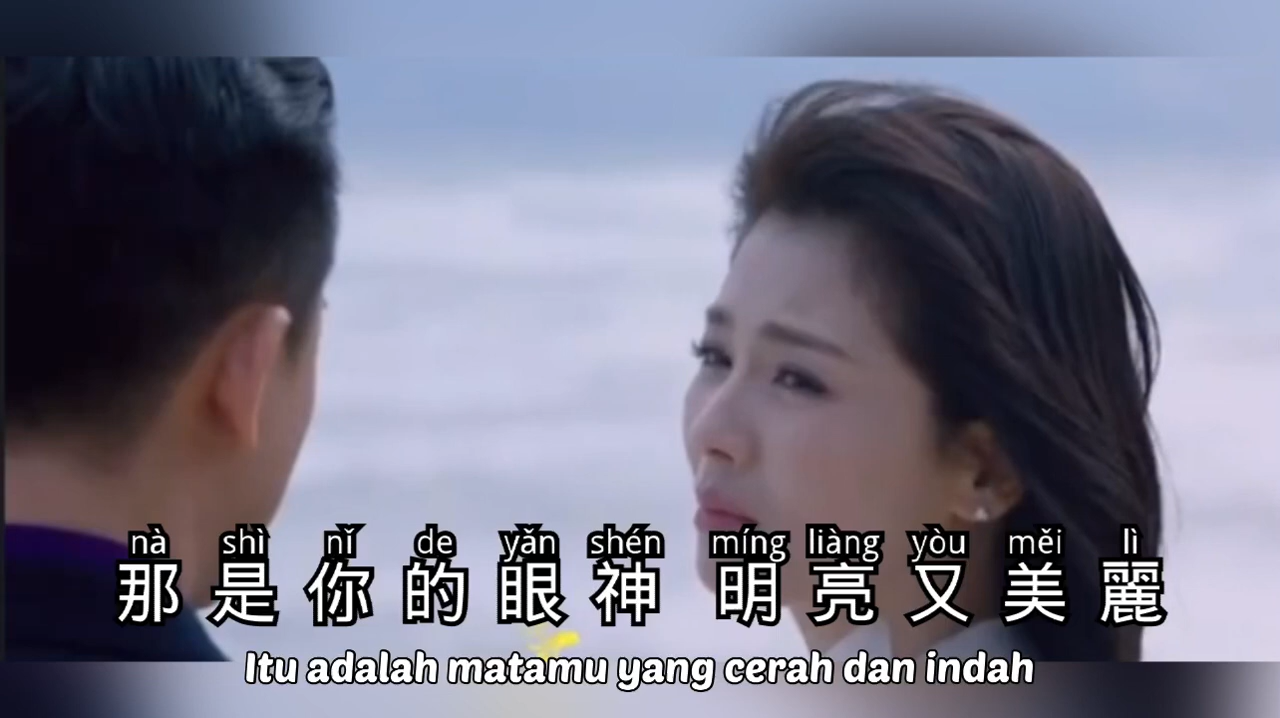 nà shì nǐ de yǎn shén míng liàng yòu měi lì
那是你的眼神 明亮又美麗
Itu adalah matamu yang cerah dan indah